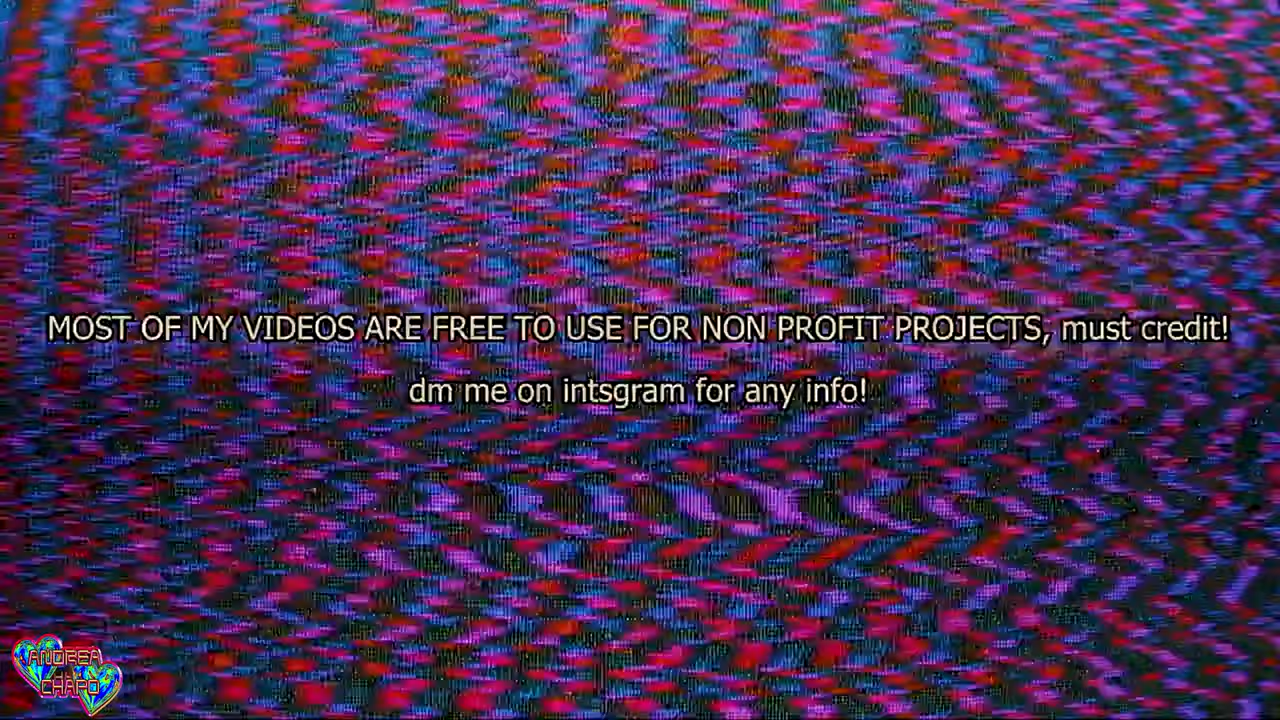 MOST OF MY VIDEOS ARE FREE TO USE FOR NON PROFIT PROJECTS, must credit!
dm me on intsgram for any info!
ANDREA
CHAPO